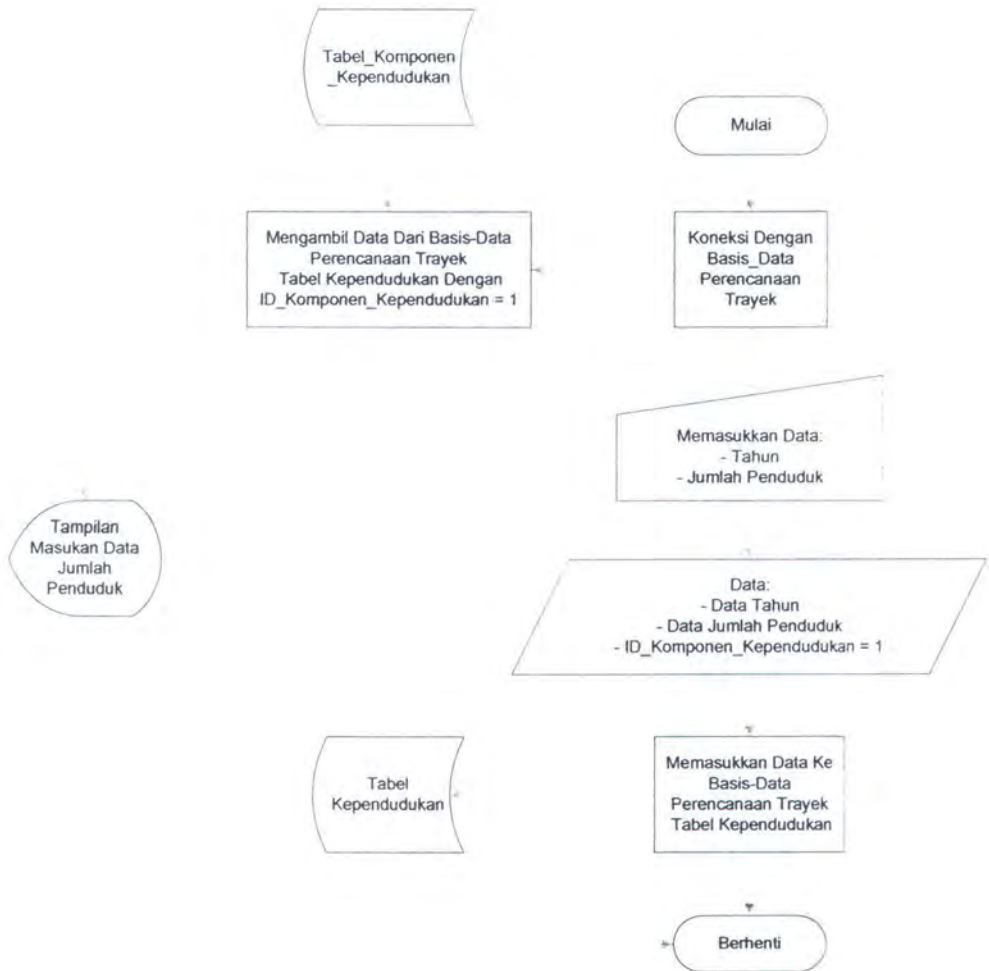 Tabel_Komponen
_Kependudukan
Mulai
Mengambil Data Dari Basis-Data
Perencanaan Trayek
Tabel Kependudukan Dengan
ID_Komponen_Kependudukan = 1
Koneksi Dengan
Basis_Data
Perencanaan
Trayek
Memasukkan Data:
- Tahun
- Jumlah Penduduk
Tampilan
Masukan Data
Jumlah
Penduduk
Data:
- Data Tahun
- Data Jumlah Penduduk
- ID_Komponen_Kependudukan = 1
Tabel
Kependudukan
Memasukkan Data Ke
Basis-Data
Perencanaan Trayek
Tabel Kependudukan
Berhenti